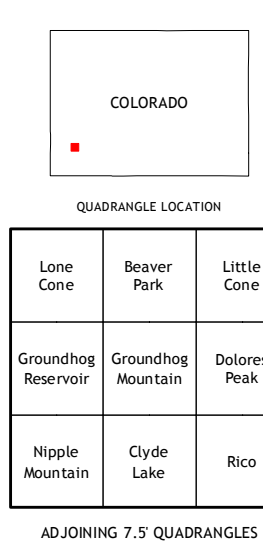 COLORADO
QUADRANGLE LOCATION
Lone
Cone
Beaver
Park
Little
Cone
Groundhog
Reservoir
Groundhog
Mountain
Dolores
Peak
Nipple
Mountain
Clyde
Lake
Rico
ADJOINING 7.5' QUADRANGLES